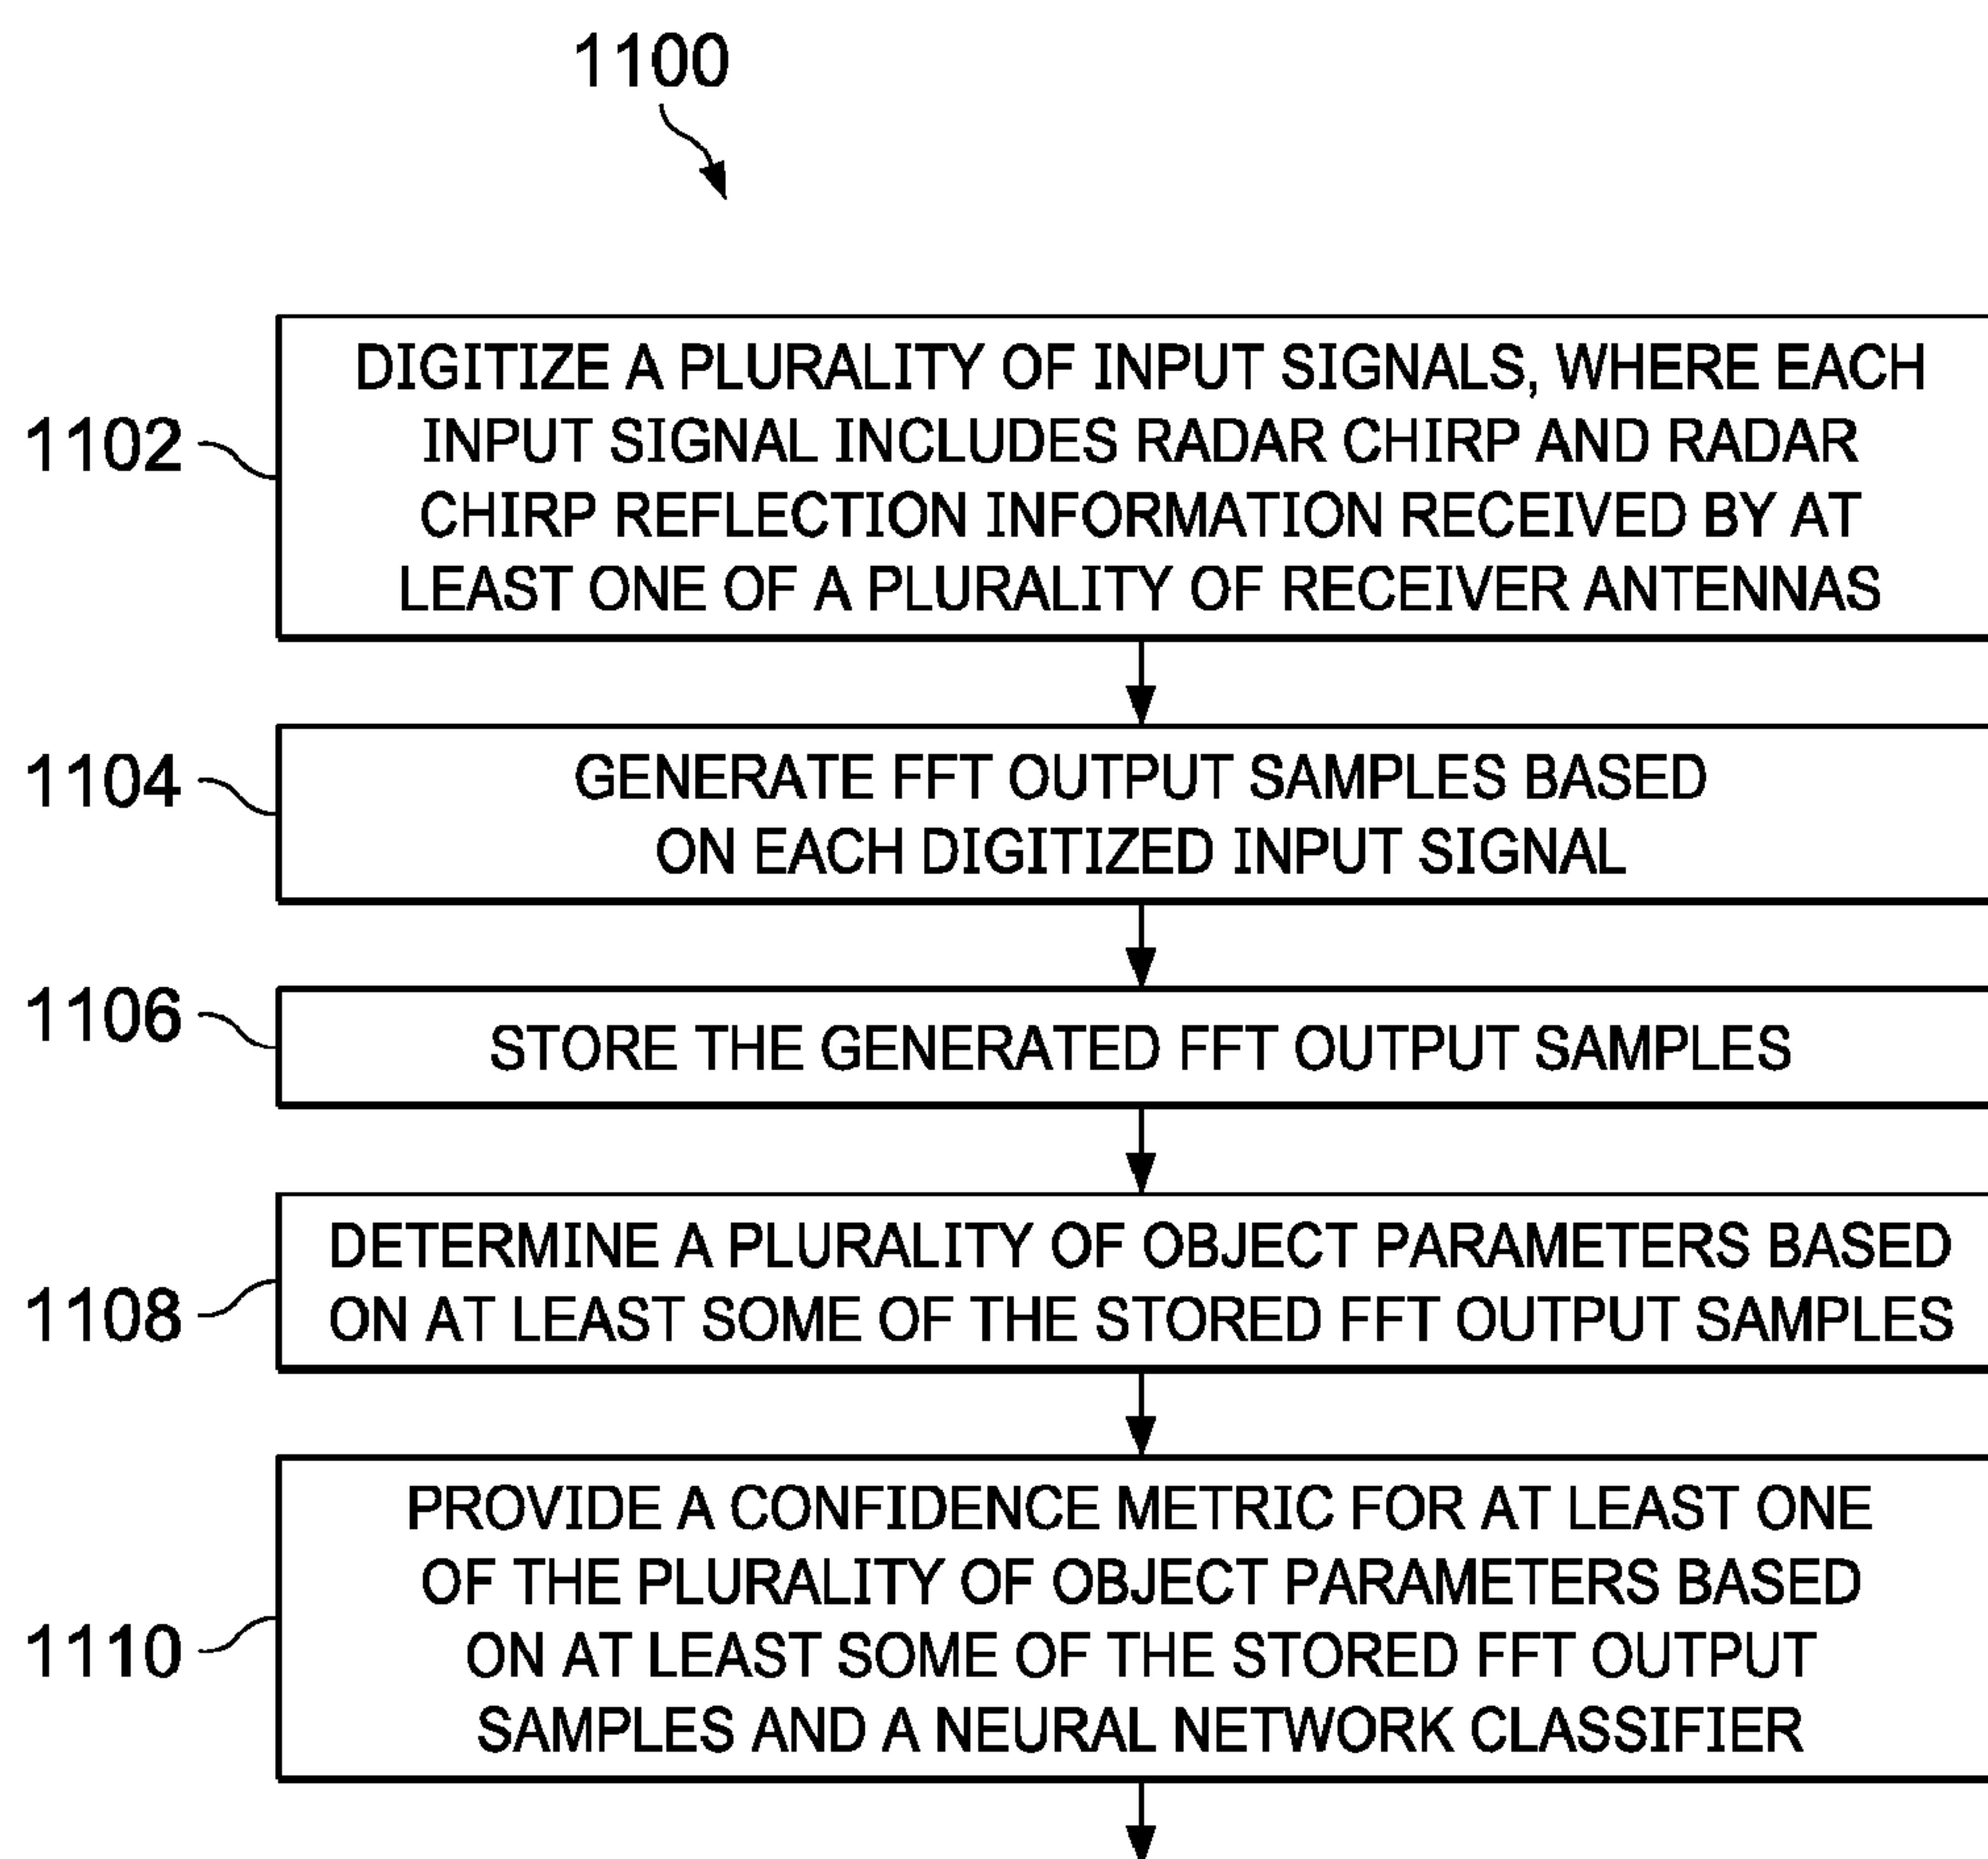 1100
1102
DIGITIZE A PLURALITY OF INPUT SIGNALS, WHERE EACH
INPUT SIGNAL INCLUDES RADAR CHIRP AND RADAR
CHIRP REFLECTION INFORMATION RECEIVED BY AT
LEAST ONE OF A PLURALITY OF RECEIVER ANTENNAS
1104
GENERATE FFT OUTPUT SAMPLES BASED
ON EACH DIGITIZED INPUT SIGNAL
1106
STORE THE GENERATED FFT OUTPUT SAMPLES
1108
DETERMINE A PLURALITY OF OBJECT PARAMETERS BASED
ON AT LEAST SOME OF THE STORED FFT OUTPUT SAMPLES
1110
PROVIDE A CONFIDENCE METRIC FOR AT LEAST ONE
OF THE PLURALITY OF OBJECT PARAMETERS BASED
ON AT LEAST SOME OF THE STORED FFT OUTPUT
SAMPLES AND A NEURAL NETWORK CLASSIFIER